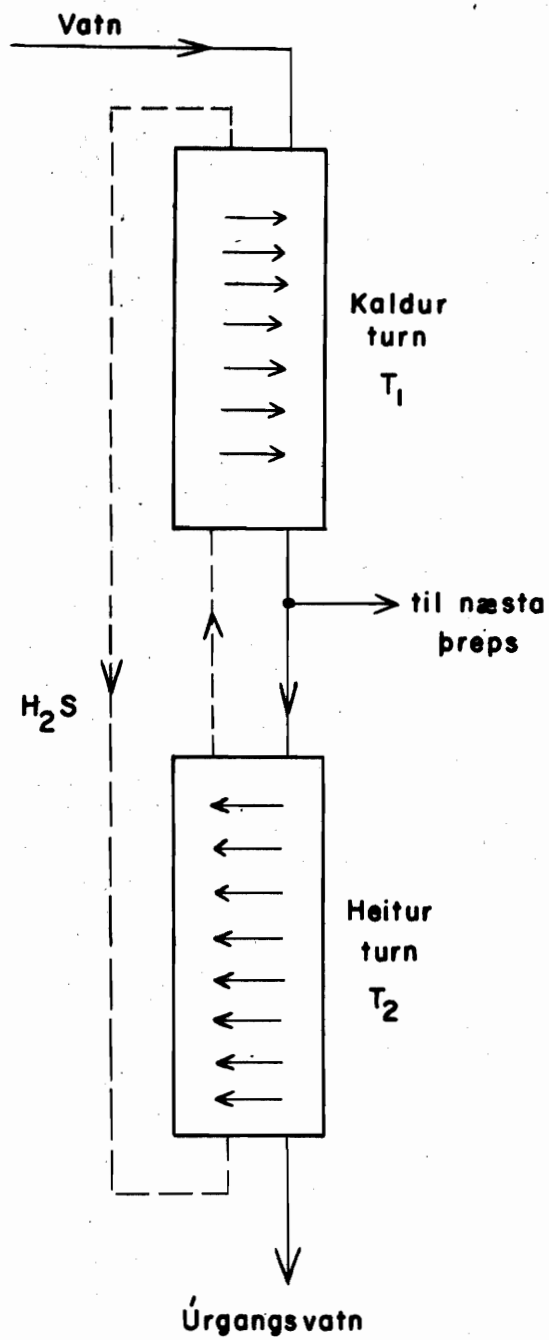 Vatn
Kaldur
turn
T₁
til næsta
þreps
H₂S
Heitur
turn
T₂
Úrgangsvatn